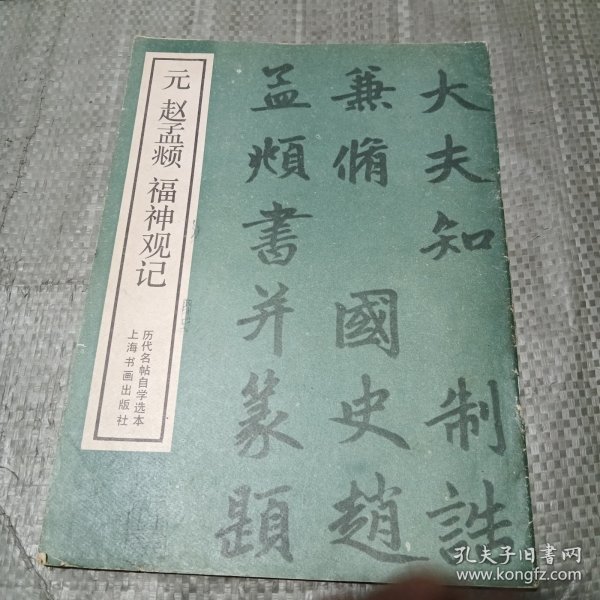 元 赵孟頫 福神观记
历代名帖自学选本
上海书画出版社
大夫知 制誥
兼脩 國史趙
孟頫書并篆題
孔夫子旧书网
www.kongfz.com